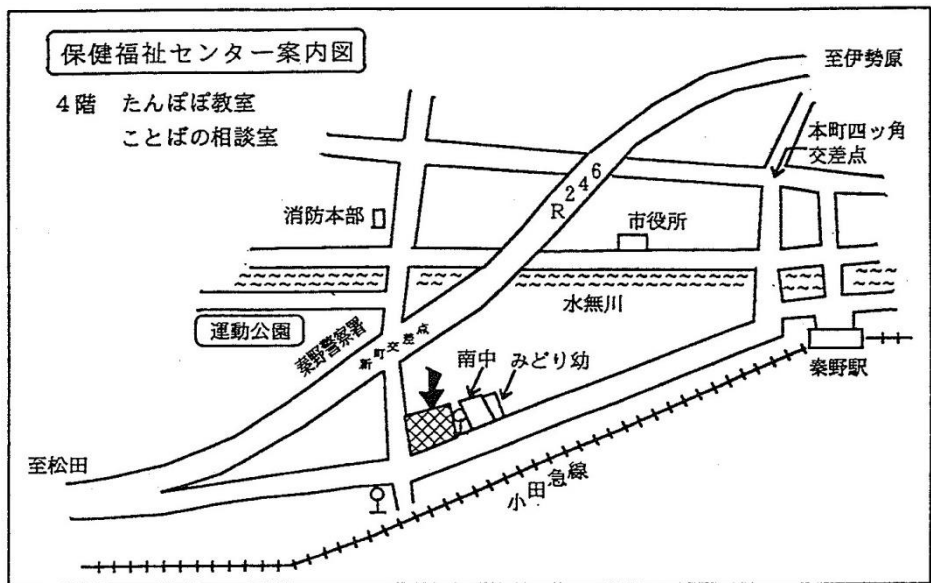 保健福祉センター案内図
4階 たんぽぽ教室
ことばの相談室
至伊勢原
本町四ッ角
交差点
R246
消防本部
市役所
水無川
運動公園
秦野警察署
新町交差点
南中
みどり幼
秦野駅
至松田
小田急線